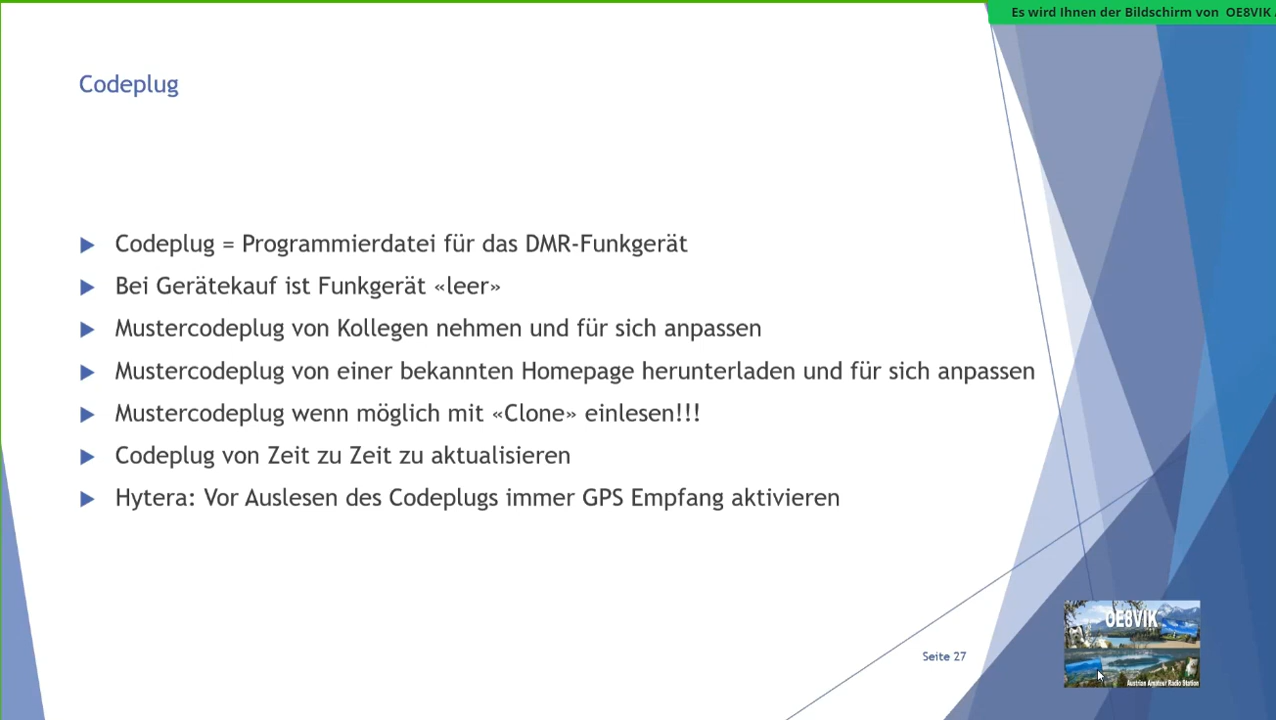 Es wird Ihnen der Bildschirm von OE8VIK
Codeplug
Codeplug = Programmierdatei für das DMR-Funkgerät
Bei Gerätekauf ist Funkgerät «leer»
Mustercodeplug von Kollegen nehmen und für sich anpassen
Mustercodeplug von einer bekannten Homepage herunterladen und für sich anpassen
Mustercodeplug wenn möglich mit «Clone» einlesen!!!
Codeplug von Zeit zu Zeit zu aktualisieren
Hytera: Vor Auslesen des Codeplugs immer GPS Empfang aktivieren
OE8VIK
Seite 27
Austrian Amateur Radio Station